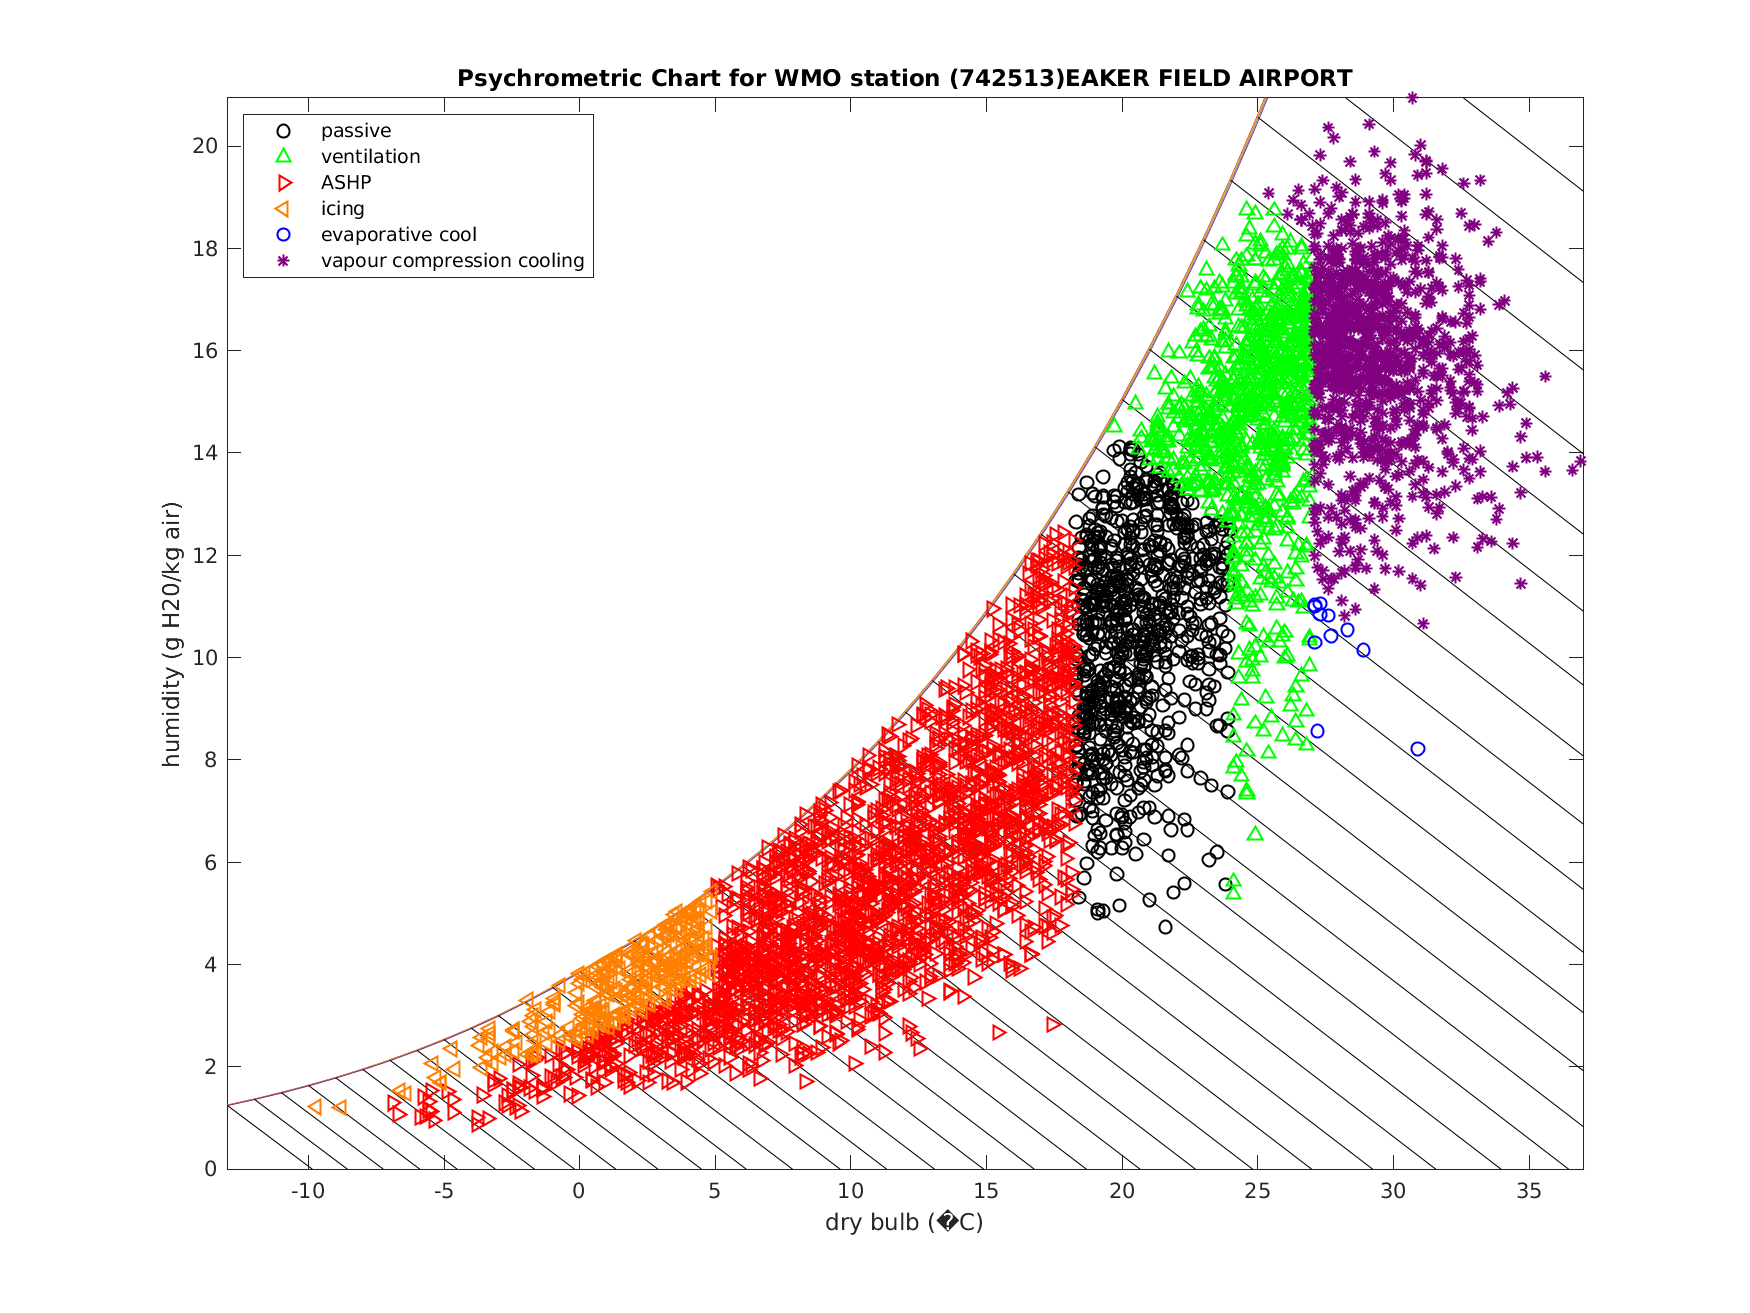 Psychrometric Chart for WMO station (742513)EAKER FIELD AIRPORT
passive
ventilation
ASHP
icing
evaporative cool
vapour compression cooling
humidity (g H20/kg air)
20
18
16
14
12
10
8
6
4
2
0
-10 -5 0 5 10 15 20 25 30 35
dry bulb (�C)